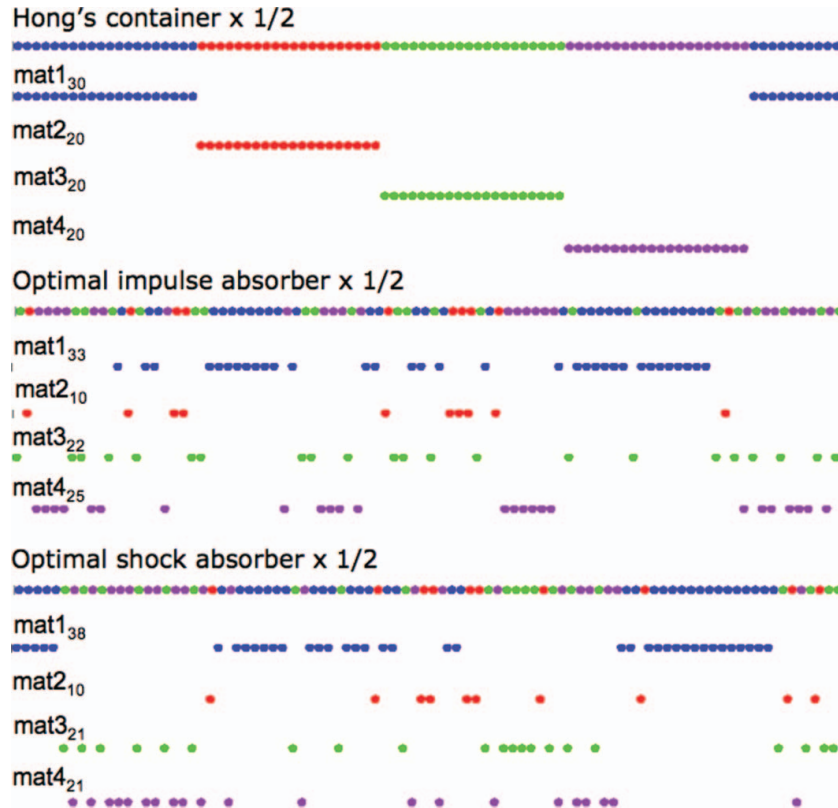 Hong's container x 1/2
mat1₃₀
mat2₂₀
mat3₂₀
mat4₂₀
Optimal impulse absorber x 1/2
mat1₃₃
mat2₁₀
mat3₂₂
mat4₂₅
Optimal shock absorber x 1/2
mat1₃₈
mat2₁₀
mat3₂₁
mat4₂₁